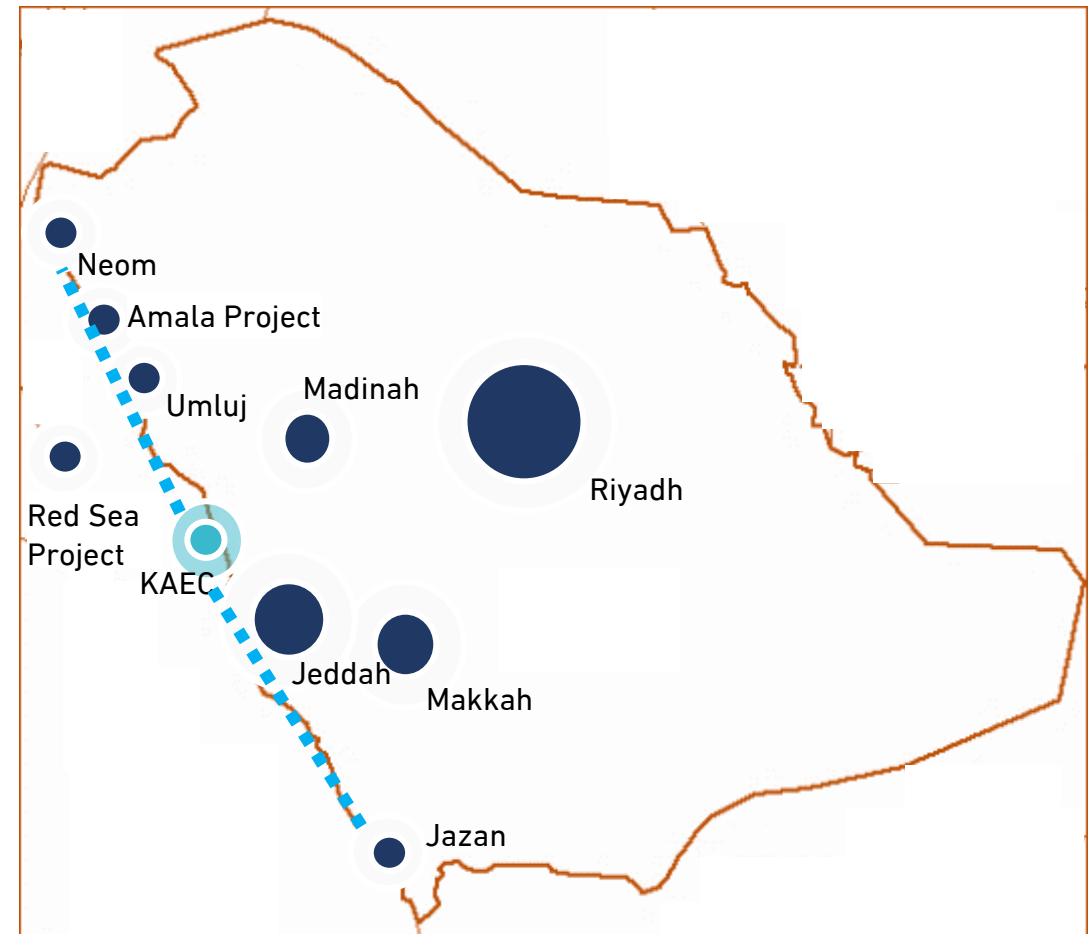 Neom
Amala Project
Madinah
Umluj
Riyadh
Red Sea
Project
KAEC
Jeddah
Makkah
Jazan